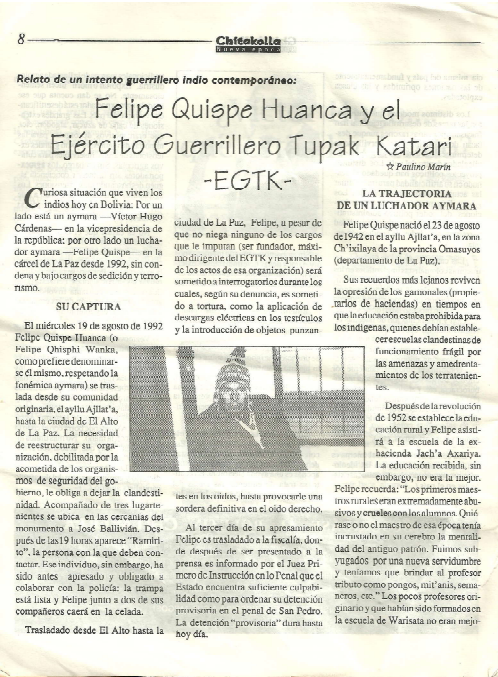 8
Chitakolla
Nueva época
Relato de un intento guerrillero indio contemporáneo:
Felipe Quispe Huanca y el
Ejército Guerrillero Tupak Katari
-EGTK-
☆ Paulino Marin
Curiosa situación que viven los
indios hoy en Bolivia: Por un
lado está un aymara —Víctor Hugo
Cárdenas— en la vicepresidencia de
la república: por otro lado un lucha-
dor aymara —Felipe Quispe— en la
cárcel de La Paz desde 1992, sin con-
dena y bajo cargos de sedición y terro-
rismo.
SU CAPTURA
El miércoles 19 de agosto de 1992
Felipe Quispe Huanca (o
Felipe Qhisphi Wanka,
como prefiere denominar-
se él mismo, respetando la
fonémica aymara) se tras-
lada desde su comunidad
originaria, el ayllu Ajllat'a,
hasta la ciudad de El Alto
de La Paz. La necesidad
de reestructurar su or-
ganización, debilitada por la
acometida de los organis-
mos de seguridad del go-
bierno, le obliga a dejar la clandesti-
nidad. Acompañado de tres lugarte-
nientes se ubica en las cercanías del
monumento a José Ballivián. Des-
pués de las 19 horas aparece "Ramiri-
to", la persona con la que deben con-
tactar. Ese individuo, sin embargo, ha
sido antes apresado y obligado a
colaborar con la policía: la trampa
está lista y Felipe junto a dos de sus
compañeros caerá en la celada.
Trasladado desde El Alto hasta la
ciudad de La Paz, Felipe, a pesar de
que no niega ninguno de los cargos
que le imputan (ser fundador, máxi-
mo dirigente del EGTK y responsable
de los actos de esa organización) será
sometido a interrogatorios durante los
cuales, según su denuncia, es someti-
do a tortura, como la aplicación de
descargas eléctricas en los testículos
y la introducción de objetos punzan-
tes en los oídos, hasta provocarle una
sordera definitiva en el oído derecho.
Al tercer día de su apresamiento
Felipe es trasladado a la fiscalía, don-
de después de ser presentado a la
prensa es informado por el Juez Pri-
mero de Instrucción en lo Penal que el
Estado encuentra suficiente culpabili-
dad como para ordenar su detención
provisoria en el penal de San Pedro.
La detención "provisoria" dura hasta
hoy día.
LA TRAJECTORIA
DE UN LUCHADOR AYMARA
Felipe Quispe nació el 23 de agosto
de 1942 en el ayllu Ajllat'a, en la zona
Ch'ixilaya de la provincia Omasuyos
(departamento de La Paz).
Sus recuerdos más lejanos reviven
la opresión de los gamonales (propie-
tarios de haciendas) en tiempos en
que la educación estaba prohibida para
los indígenas, quienes debían estable-
cer escuelas clandestinas de
funcionamiento frágil por
las amenazas y amedrenta-
mientos de los terratenien-
tes.
Después de la revolución
de 1952 se establece la edu-
cación rural y Felipe asisti-
rá a la escuela de la ex-
hacienda Jach'a Axariya.
La educación recibida, sin
embargo, no era la mejor.
Felipe recuerda: "Los primeros maes-
tros rurales eran extremadamente abu-
sivos y crueles con los alumnos. Qui-
rase o no el maestro de esa época tenía
incrustado en su cerebro la mentali-
dad del antiguo patrón. Fuimos sub-
yugados por una nueva servidumbre
y teníamos que brindar al profesor
tributo como pongos, mit'anis, sema-
neros, etc." Los pocos profesores ori-
ginario y que habían sido formados en
la escuela de Warisata no eran mejo-